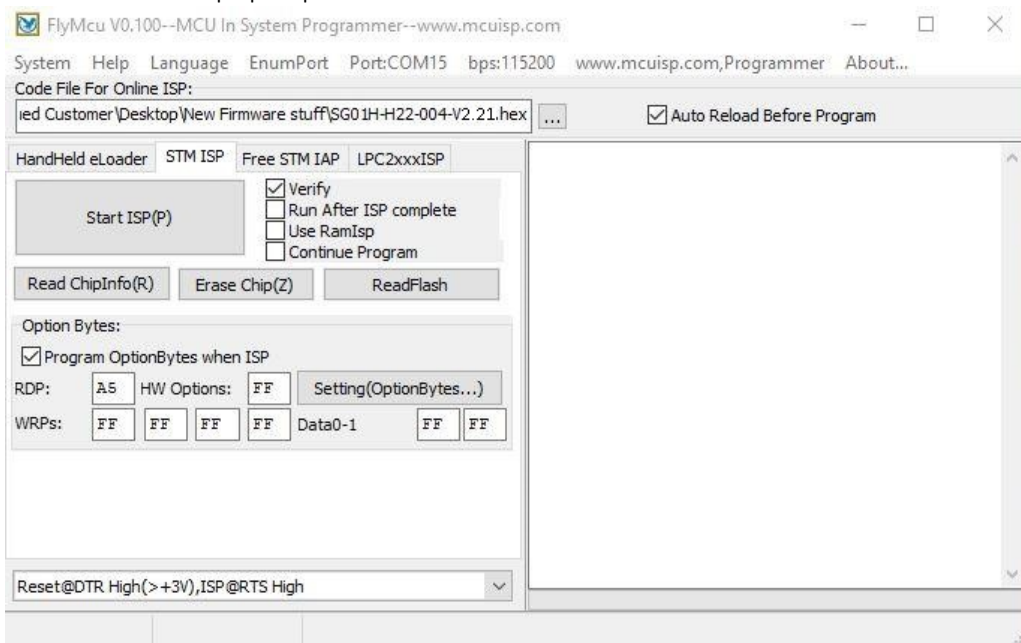 FlyMcu V0.100--MCU In System Programmer--www.mcuisp.com
System Help Language EnumPort Port:COM15 bps:115200 www.mcuisp.com,Programmer About...
Code File For Online ISP:
ied Customer\Desktop\New Firmware stuff\SG01H-H22-004-V2.21.hex ... Auto Reload Before Program
HandHeld eLoader STM ISP Free STM IAP LPC2xxxISP
Start ISP(P)
Verify
Run After ISP complete
Use RamIsp
Continue Program
Read ChipInfo(R) Erase Chip(Z) ReadFlash
Option Bytes:
Program OptionBytes when ISP
RDP: A5 HW Options: FF Setting(OptionBytes...)
WRPs: FF FF FF FF Data0-1 FF FF
Reset@DTR High(>+3V),ISP@RTS High